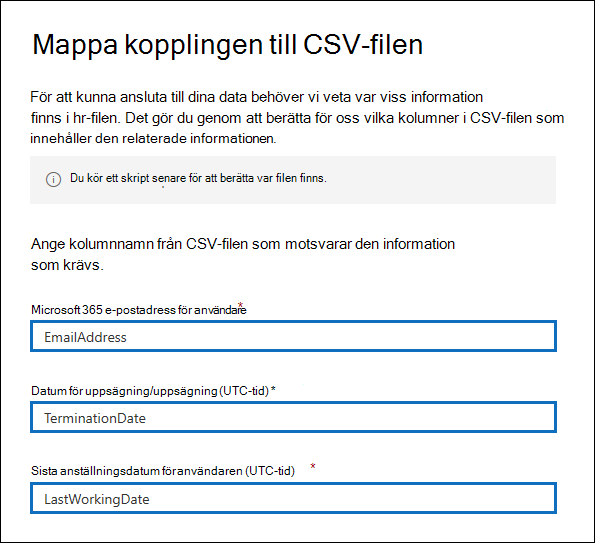 Mappa kopplingen till CSV-filen
För att kunna ansluta till dina data behöver vi veta var viss information
finns i hr-filen. Det gör du genom att berätta för oss vilka kolumner i CSV-filen som
innehåller den relaterade informationen.
Du kör ett skript senare för att berätta var filen finns.
Ange kolumnnamn från CSV-filen som motsvarar den information
som krävs.
Microsoft 365 e-postadress för användare*
EmailAddress
Datum för uppsägning/uppsägning (UTC-tid) *
TerminationDate
Sista anställningsdatum för användaren (UTC-tid) *
LastWorkingDate